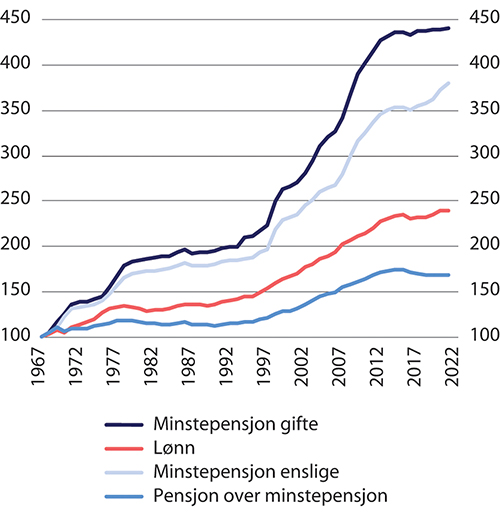 450 450
400 400
350 350
300 300
250 250
200 200
150 150
100 100
1967 1972 1977 1982 1987 1992 1997 2002 2007 2012 2017 2022
Minstepensjon gifte
Lønn
Minstepensjon enslige
Pensjon over minstepensjon